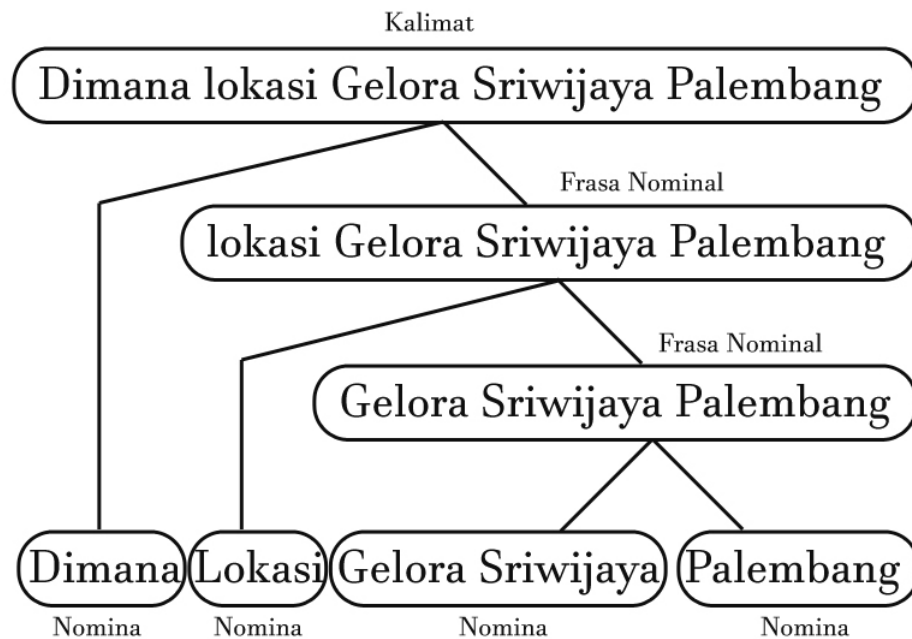 Kalimat
Dimana lokasi Gelora Sriwijaya Palembang
Frasa Nominal
lokasi Gelora Sriwijaya Palembang
Frasa Nominal
Gelora Sriwijaya Palembang
Dimana Lokasi Gelora Sriwijaya Palembang
Nomina Nomina Nomina Nomina